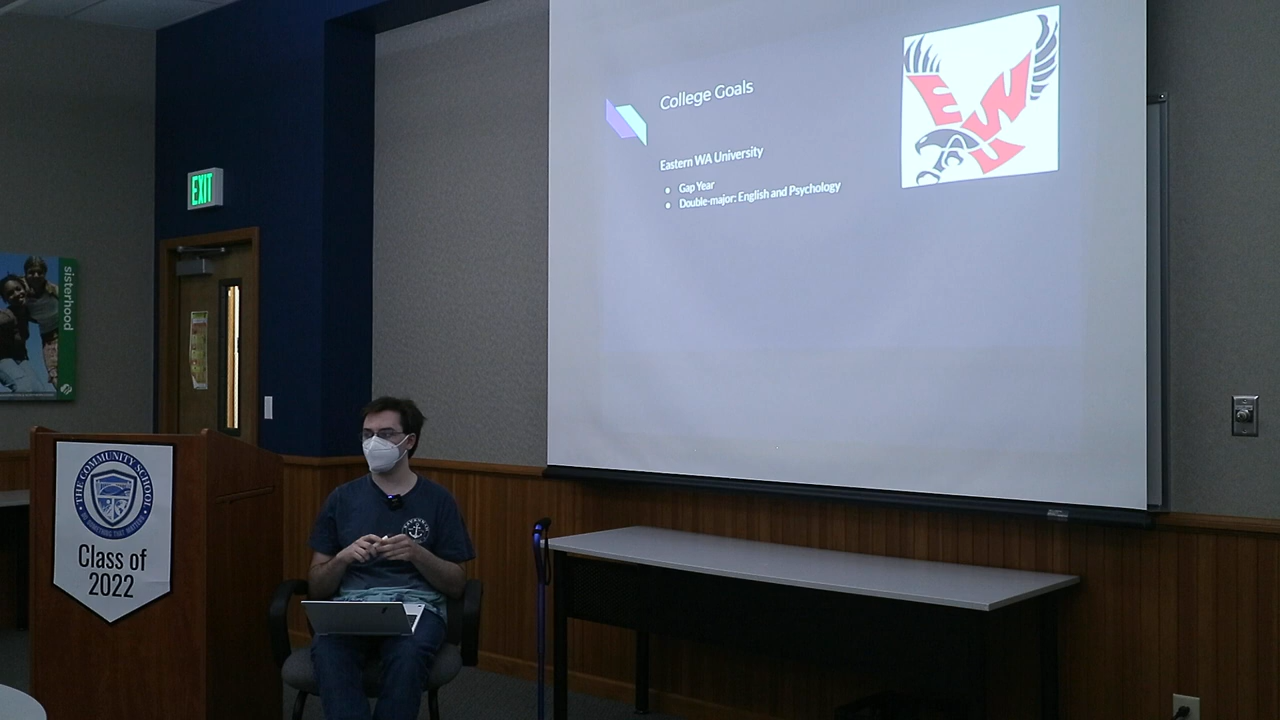 College Goals
Eastern WA University
Gap Year
Double-major: English and Psychology
EWU
EXIT
sisterhood
THE COMMUNITY SCHOOL
Class of
2022